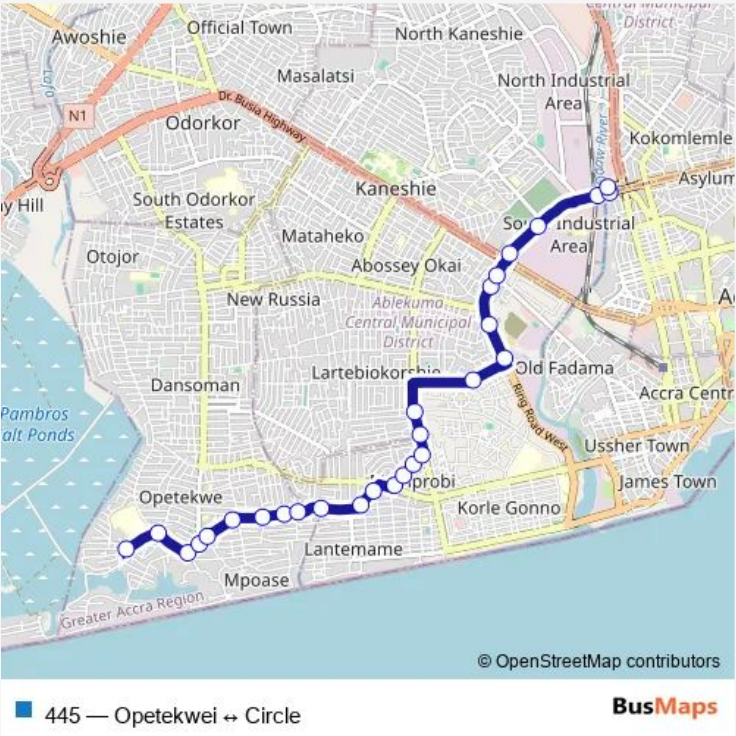 Central Municipal
District
Awoshie
Official Town
North Kaneshie
Masalatsi
North Industrial
Area
N1
Dr. Busia Highway
Odorkor
Kokomlemle
Kaneshie
Asylum
y Hill
South Odorkor
Estates
Industrial
Area
Mataheko
Otojor
Abossey Okai
New Russia
Ablekuma
Central Municipal
District
Lartebiokorshie
Old Fadama
Dansoman
Accra Centr
Ring Road West
Pambros
alt Ponds
Ussher Town
probi
James Town
Opetekwe
Korle Gonno
Lantemame
Mpoase
Greater Accra Region
© OpenStreetMap contributors
445 — Opetekwei ↔ Circle
BusMaps